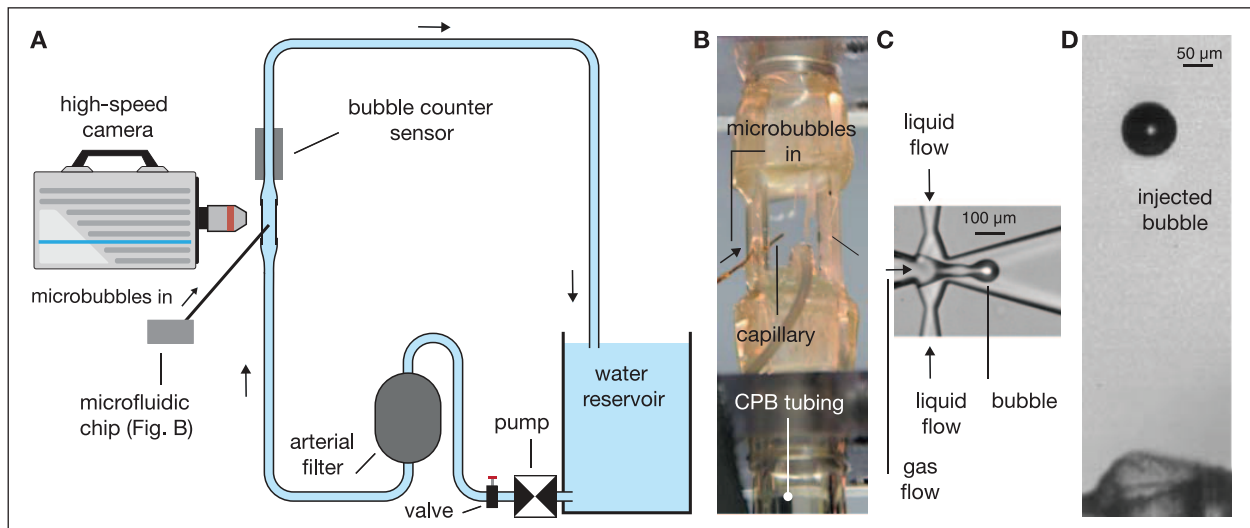 A
high-speed
camera
bubble counter
sensor
microbubbles in
microfluidic
chip (Fig. B)
arterial
filter
valve
pump
water
reservoir
B
microbubbles
in
capillary
CPB tubing
C
liquid
flow
100 µm
liquid
flow
bubble
gas
flow
D
50 µm
injected
bubble